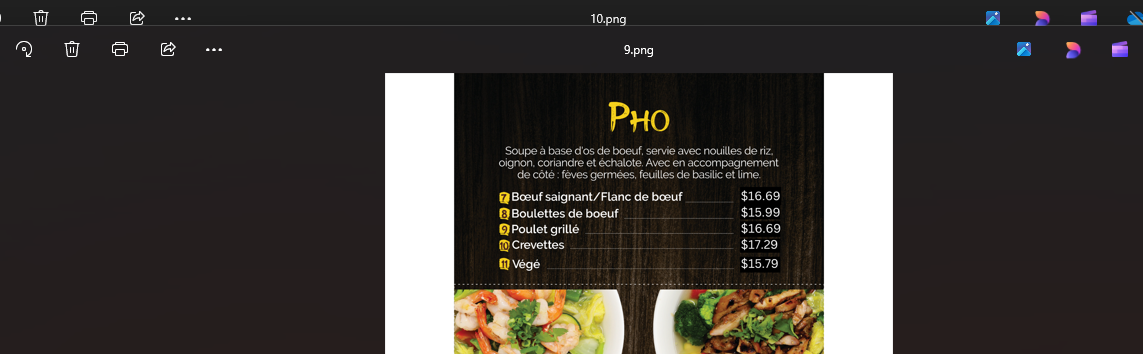 10.png
9.png
PHO
Soupe à base d'os de boeuf, servie avec nouilles de riz,
oignon, coriandre et échalote. Avec en accompagnement
de côté : fèves germées, feuilles de basilic et lime.
7 Bœuf saignant/Flanc de bœuf $16.69
8 Boulettes de boeuf $15.99
9 Poulet grillé $16.69
10 Crevettes $17.29
11 Végé $15.79